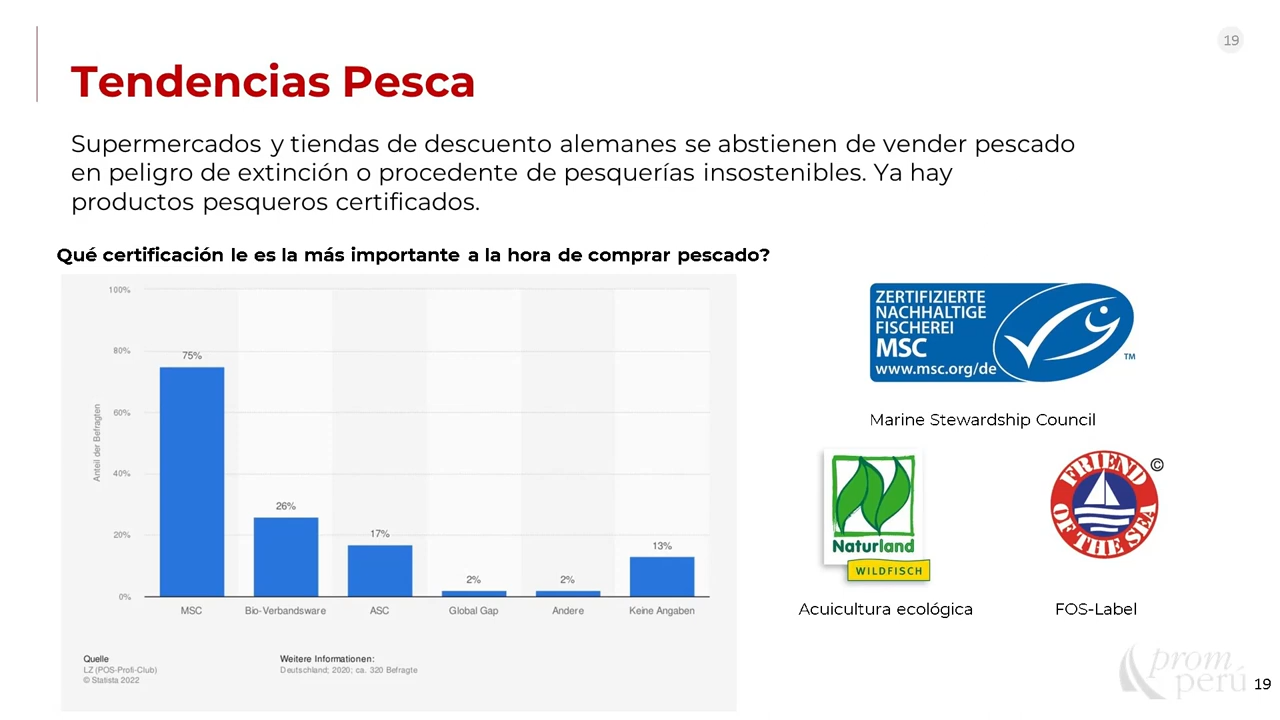 19
Tendencias Pesca
Supermercados y tiendas de descuento alemanes se abstienen de vender pescado
en peligro de extinción o procedente de pesquerías insostenibles. Ya hay
productos pesqueros certificados.
Qué certificación le es la más importante a la hora de comprar pescado?
100%
80%
60%
40%
20%
0%
Anteil der Befragten
75%
26%
17%
2%
2%
13%
MSC
Bio-Verbandsware
ASC
Global Gap
Andere
Keine Angaben
Quelle
LZ (POS-Profi-Club)
© Statista 2022
Weitere Informationen:
Deutschland; 2020; ca. 320 Befragte
ZERTIFIZIERTE
NACHHALTIGE
FISCHEREI
MSC
www.msc.org/de
TM
Marine Stewardship Council
Naturland
WILDFISCH
Acuicultura ecológica
FRIEND
OF THE SEA
©
FOS-Label
prom
perú
19